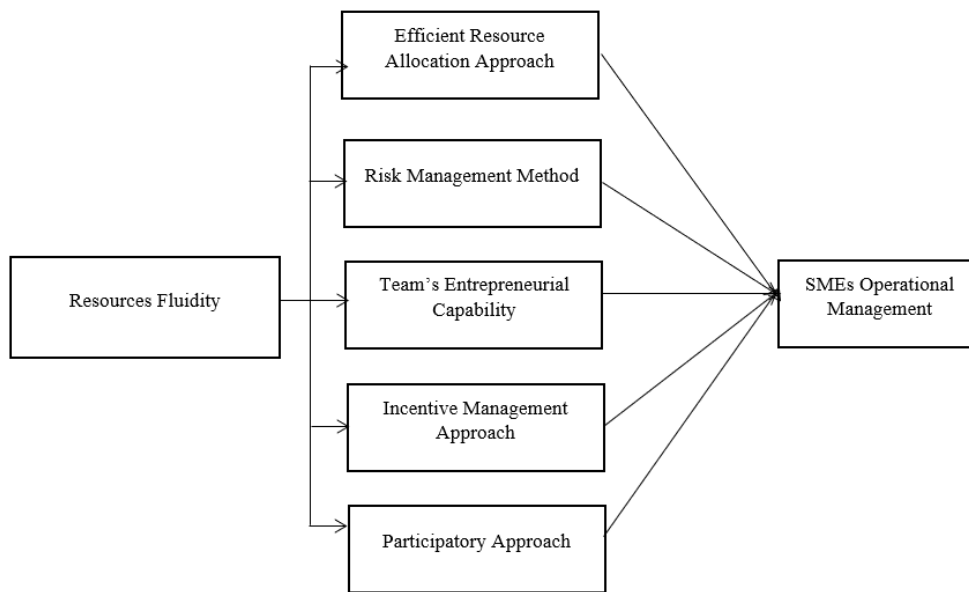 Efficient Resource
Allocation Approach
Risk Management Method
Resources Fluidity
Team’s Entrepreneurial
Capability
SMEs Operational
Management
Incentive Management
Approach
Participatory Approach